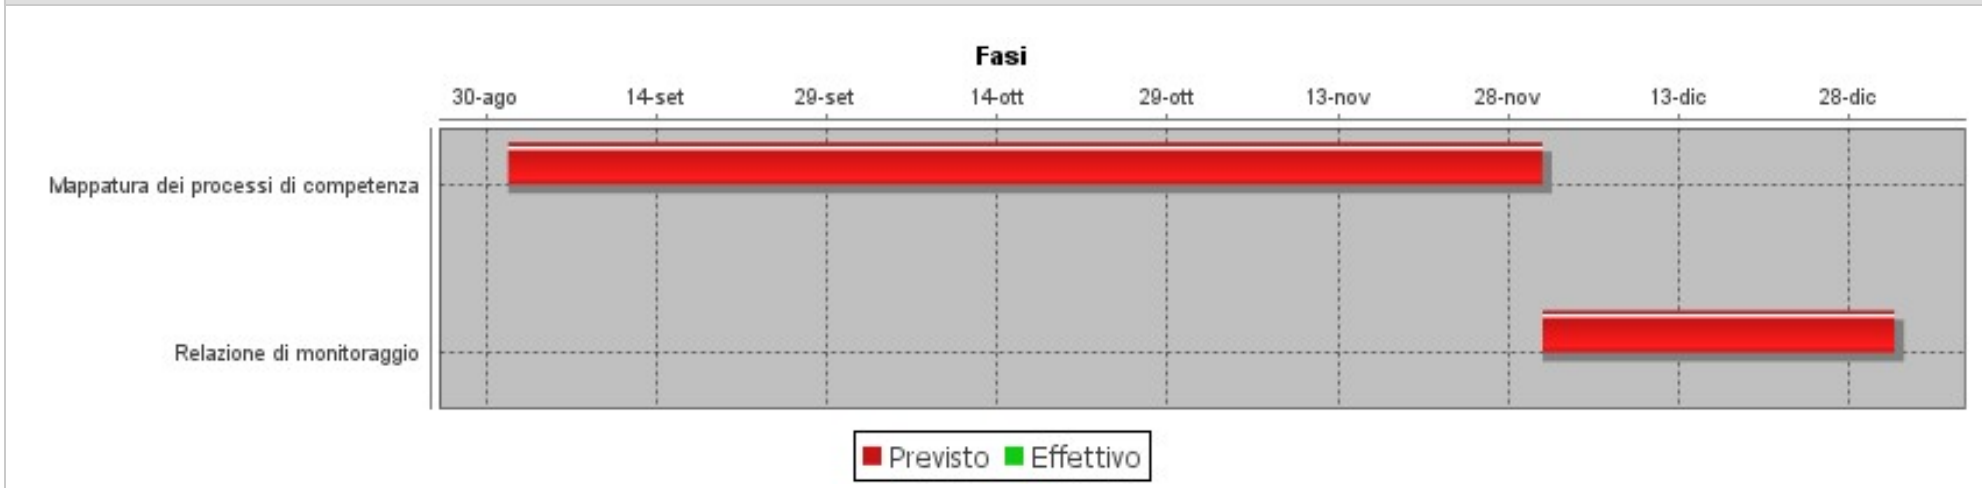 Fasi
30-ago 14-set 29-set 14-ott 29-ott 13-nov 28-nov 13-dic 28-dic
Mappatura dei processi di competenza
Relazione di monitoraggio
Previsto Effettivo